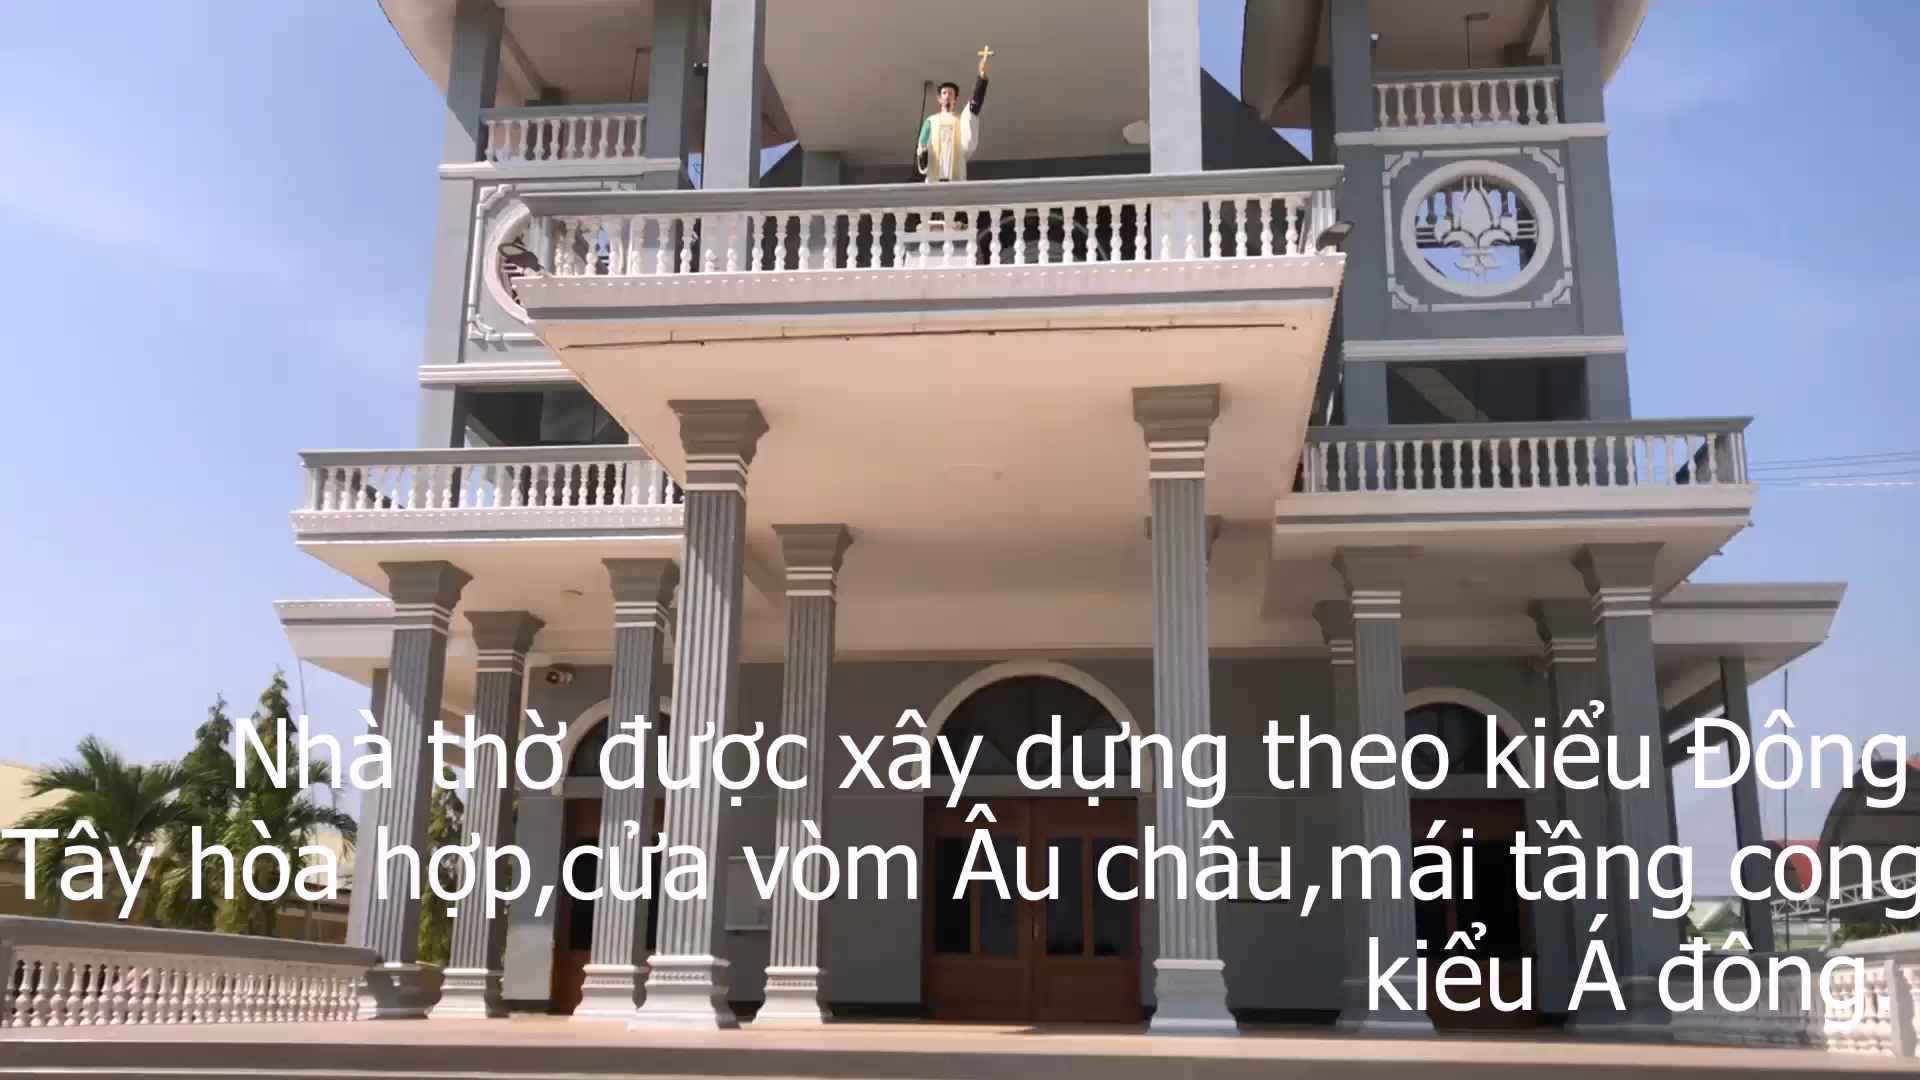 Nhà thờ được xây dựng theo kiểu Đông
Tây hòa hợp,cửa vòm Âu châu,mái tầng cong
kiểu Á đông.